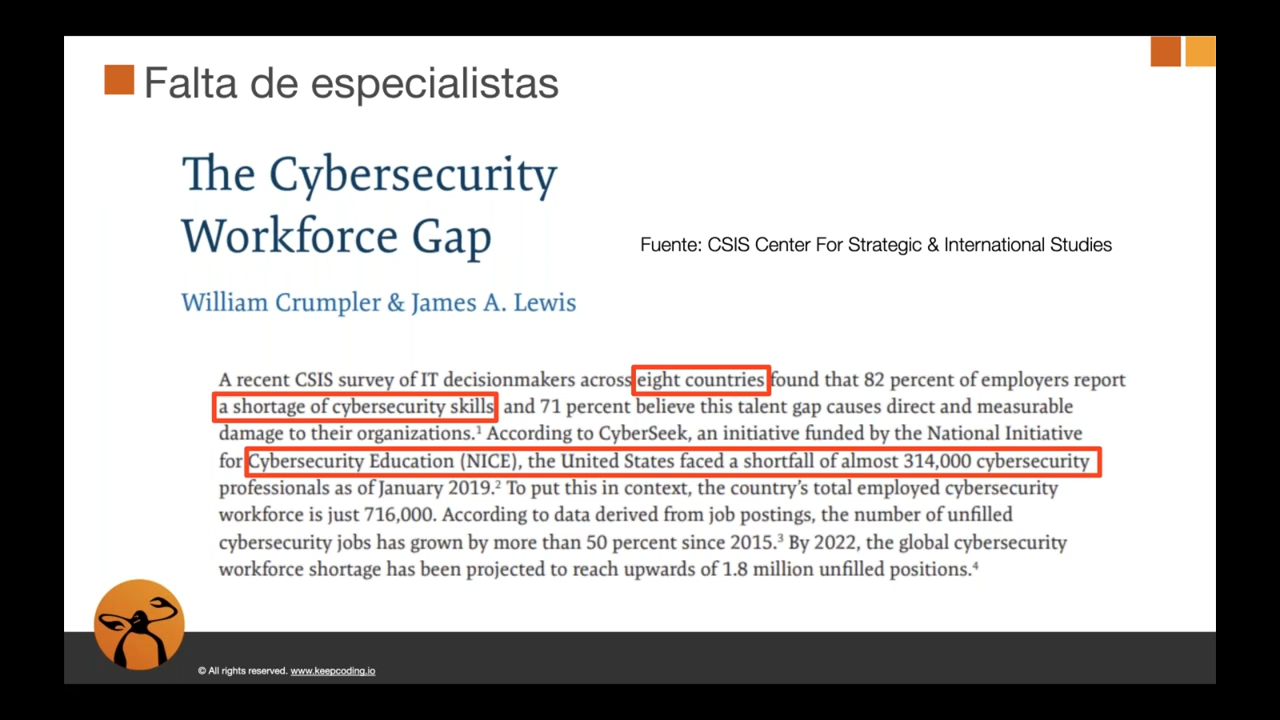 Falta de especialistas
The Cybersecurity
Workforce Gap
Fuente: CSIS Center For Strategic & International Studies
William Crumpler & James A. Lewis
A recent CSIS survey of IT decisionmakers across eight countries found that 82 percent of employers report
a shortage of cybersecurity skills, and 71 percent believe this talent gap causes direct and measurable
damage to their organizations.¹ According to CyberSeek, an initiative funded by the National Initiative
for Cybersecurity Education (NICE), the United States faced a shortfall of almost 314,000 cybersecurity
professionals as of January 2019.² To put this in context, the country’s total employed cybersecurity
workforce is just 716,000. According to data derived from job postings, the number of unfilled
cybersecurity jobs has grown by more than 50 percent since 2015.³ By 2022, the global cybersecurity
workforce shortage has been projected to reach upwards of 1.8 million unfilled positions.⁴
© All rights reserved. www.keepcoding.io